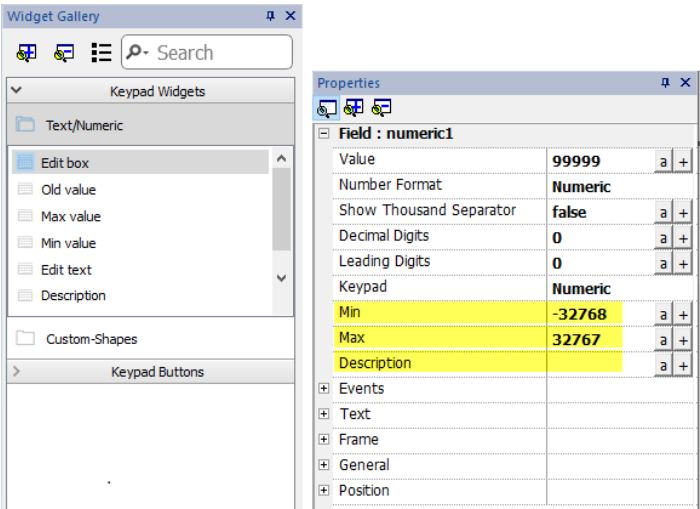 Widget Gallery
Search
Keypad Widgets
Text/Numeric
Edit box
Old value
Max value
Min value
Edit text
Description
Custom-Shapes
Keypad Buttons
Properties
Field : numeric1
Value 99999 a +
Number Format Numeric
Show Thousand Separator false a +
Decimal Digits 0 a +
Leading Digits 0 a +
Keypad Numeric
Min -32768 a +
Max 32767 a +
Description a +
Events
Text
Frame
General
Position